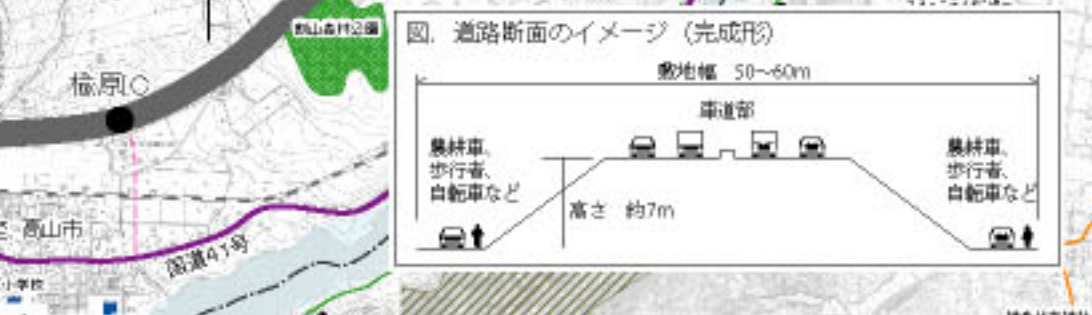 図．道路断面のイメージ（完成形）
敷地幅　50～60m
車道部
農耕車、
歩行者、
自転車など
農耕車、
歩行者、
自転車など
高さ　約7m
高山市
国道41号
小学校